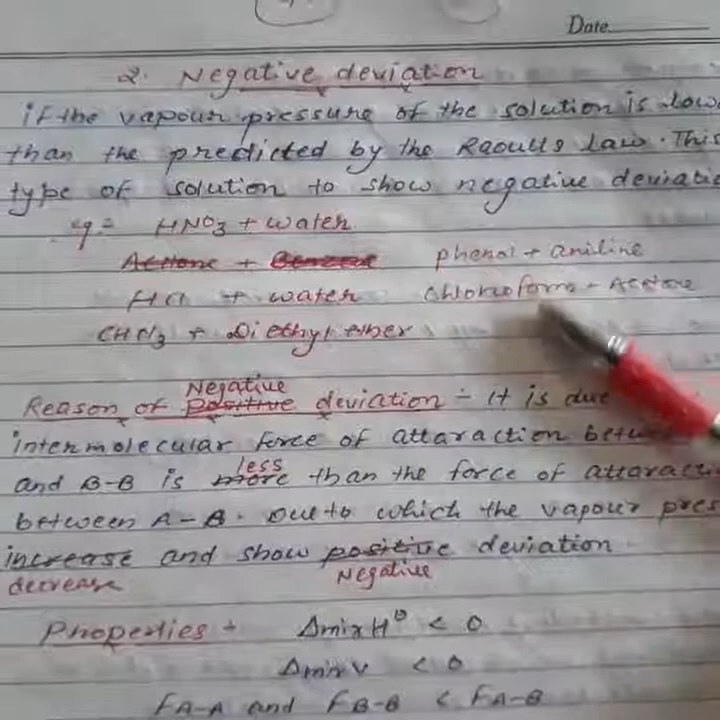 Date
2. Negative deviation
if the vapour pressure of the solution is low
than the predicted by the Raoults Law. This
type of solution to show negative deviatio
eg:- HNO3 + water
Acetone + Benzene phenol + aniline
HCl + water Chloroform + Acetone
CHCl3 + Diethyl ether
Negative
Reason of positive deviation - It is due
intermolecular force of attaraction betw
less
and B-B is more than the force of attarac
between A-B. Due to which the vapour pres
increase and show positive deviation
decrease Negative
Properties + ΔmixH° < 0
ΔmixV < 0
FA-A and FB-B < FA-B